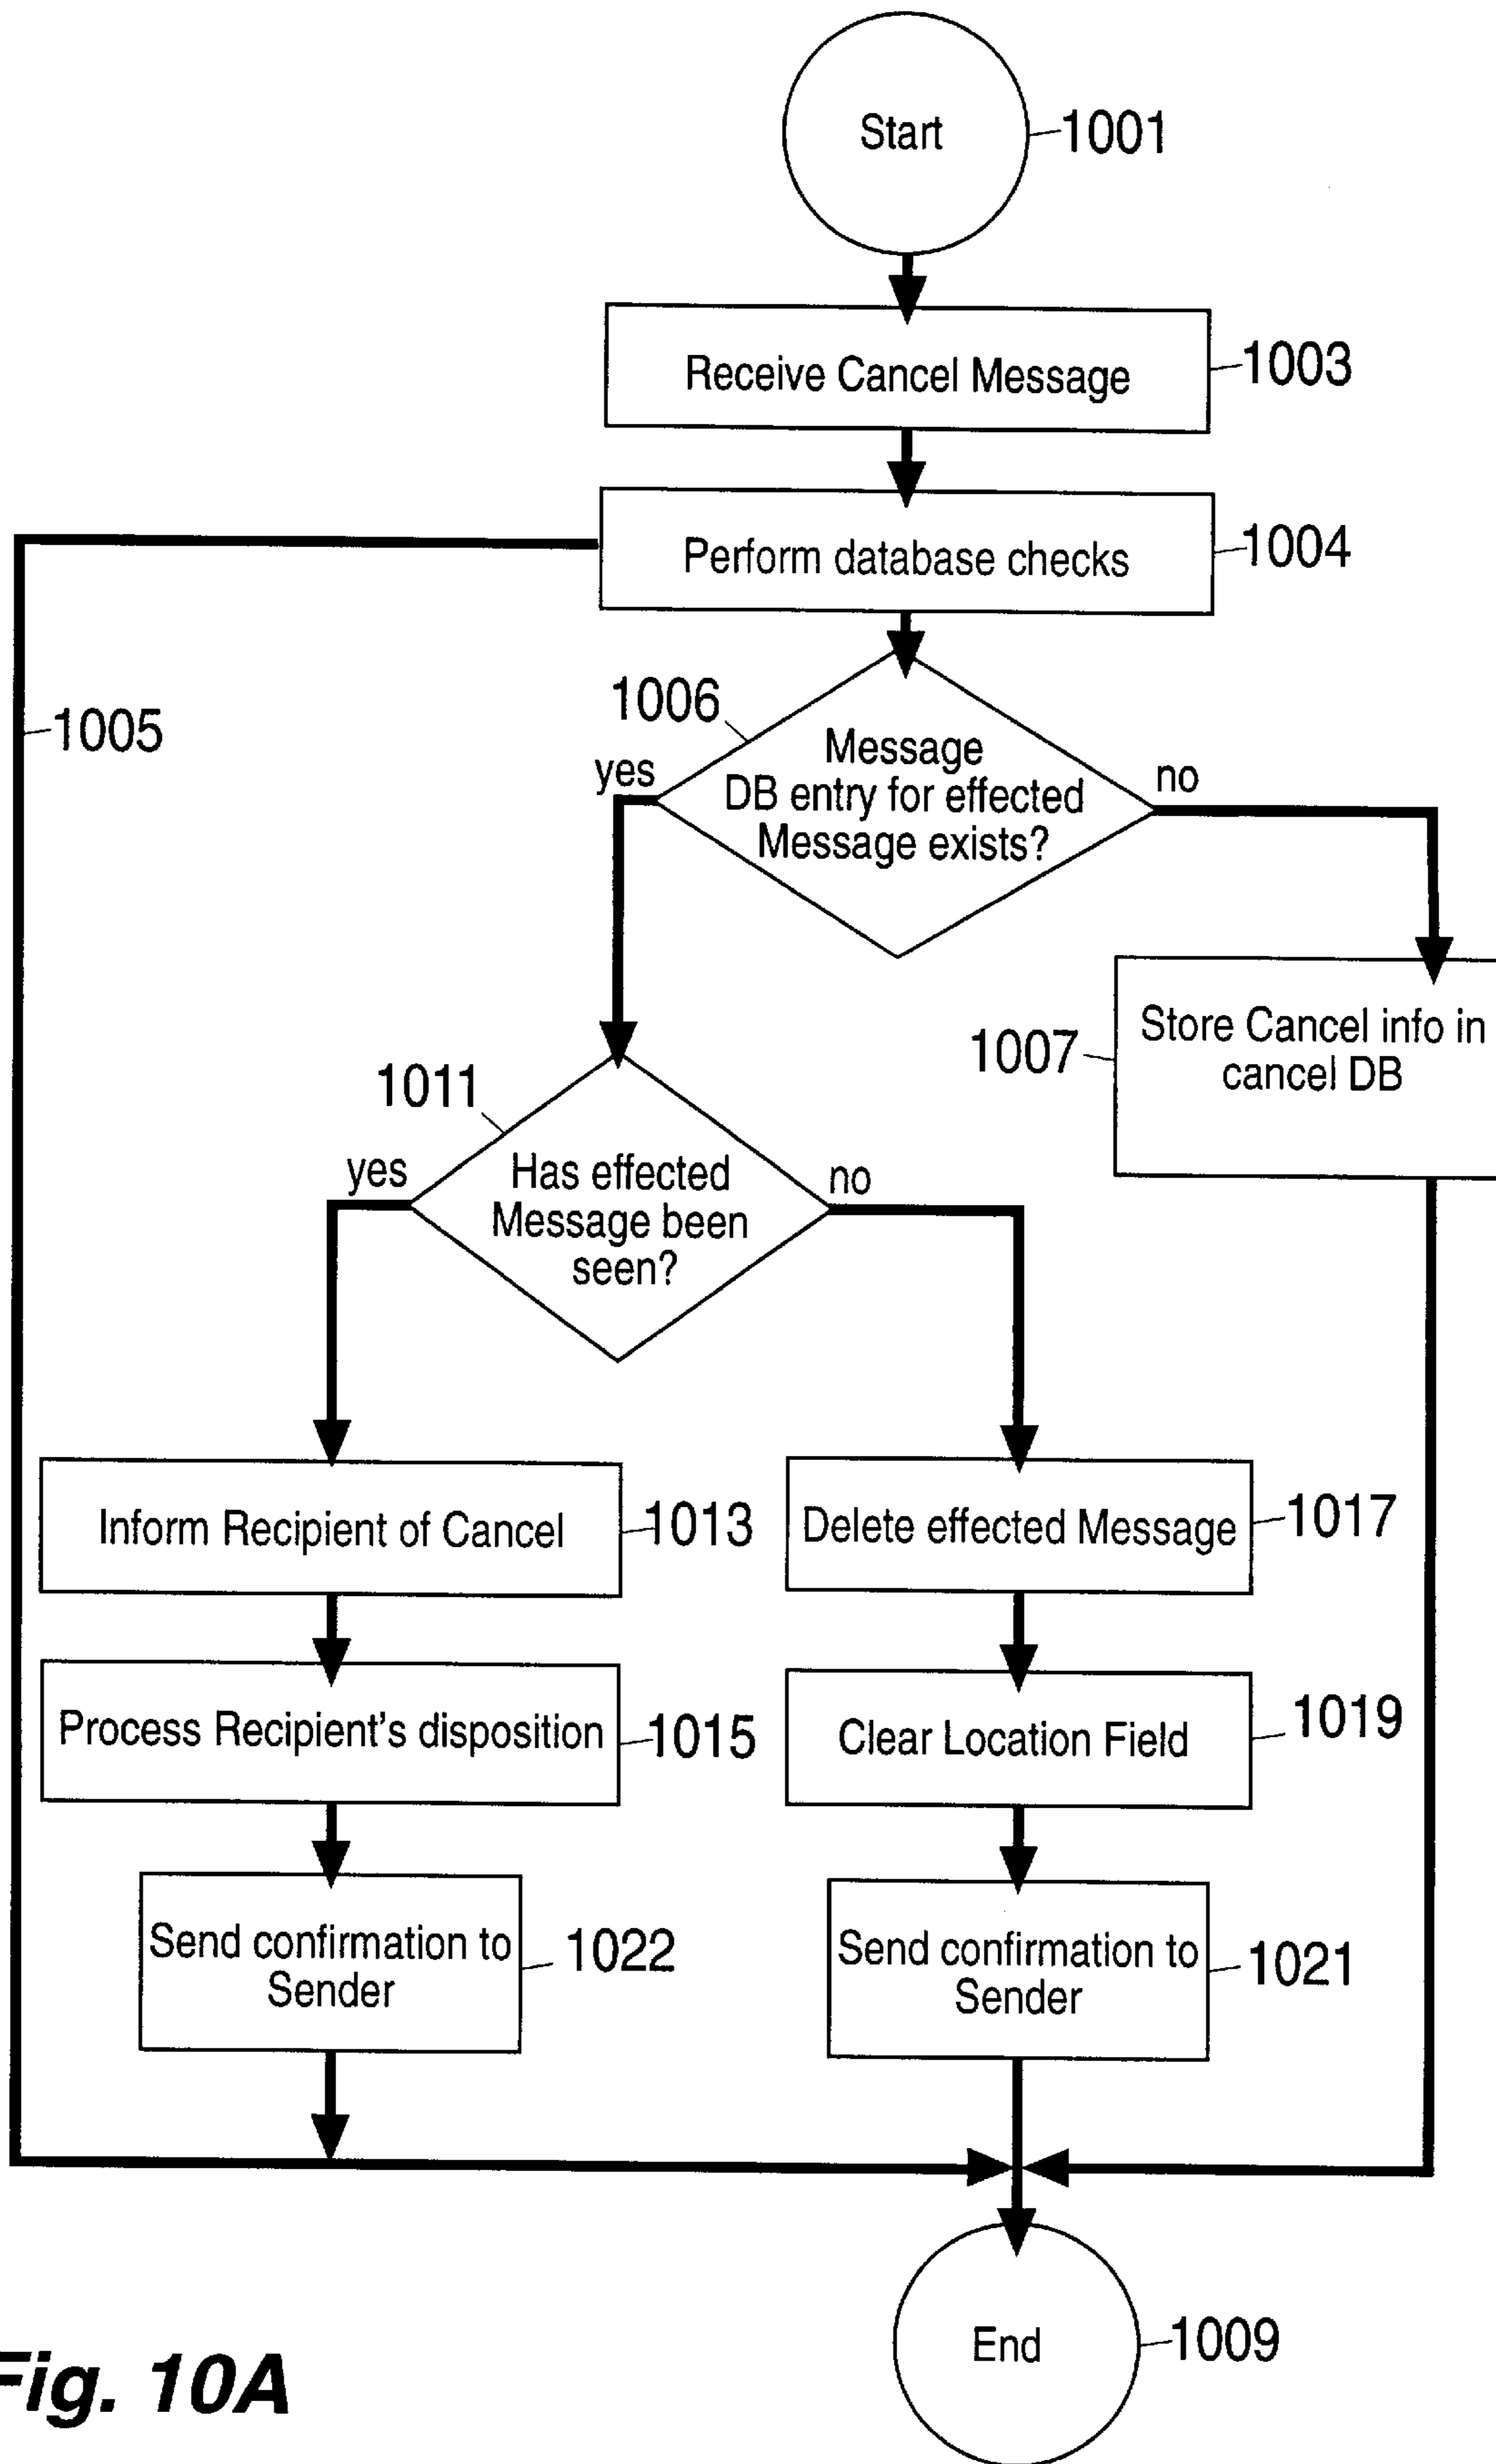 Start
1001
Receive Cancel Message
1003
Perform database checks
1004
1005
1006
Message
DB entry for effected
Message exists?
yes
no
1007
Store Cancel info in
cancel DB
1011
Has effected
Message been
seen?
yes
no
Inform Recipient of Cancel
1013
Delete effected Message
1017
Process Recipient's disposition
1015
Clear Location Field
1019
Send confirmation to
Sender
1022
Send confirmation to
Sender
1021
End
1009
Fig. 10A